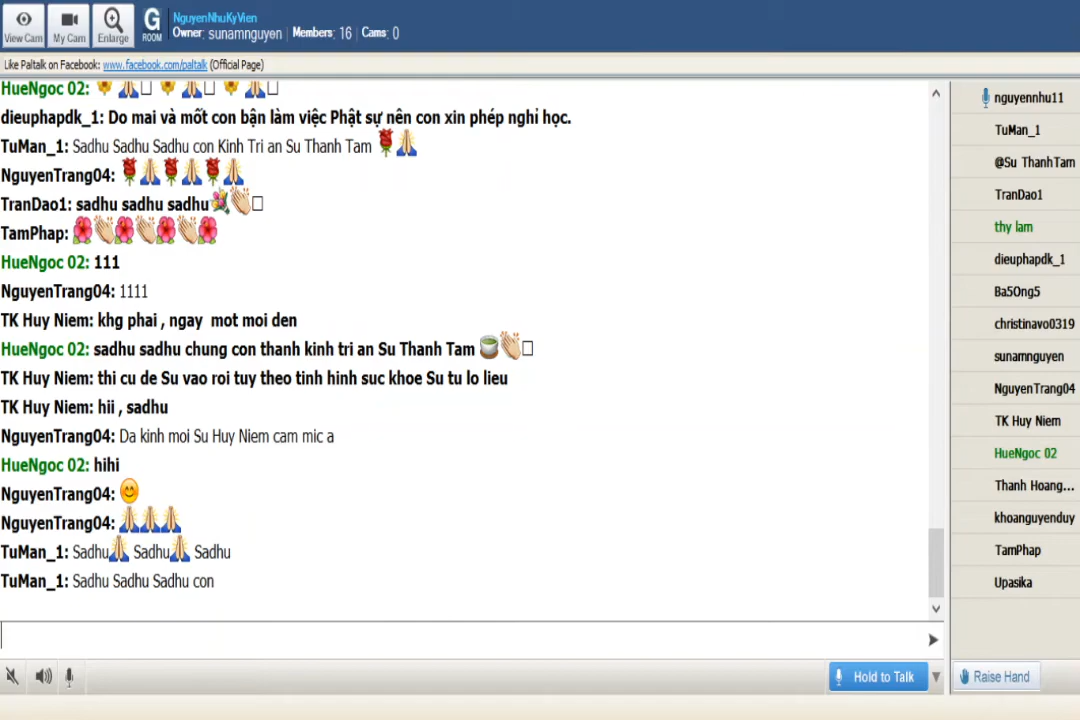 View Cam
My Cam
Enlarge
G ROOM
NguyenNhuKyVien
Owner: sunamnguyen | Members: 16 | Cams: 0
Like Paltalk on Facebook: www.facebook.com/paltalk (Official Page)
HueNgoc 02: 🌻 🙏 🌻 🙏 🌻 🙏
dieuphapdk_1: Do mai và mốt con bận làm việc Phật sự nên con xin phép nghỉ học.
TuMan_1: Sadhu Sadhu Sadhu con Kinh Tri an Su Thanh Tam 🌹🙏
NguyenTrang04: 🌹🙏🌹🙏🌹🙏
TranDao1: sadhu sadhu sadhu💐👏
TamPhap: 🌺👏🌺👏🌺👏🌺
HueNgoc 02: 111
NguyenTrang04: 1111
TK Huy Niem: khg phai , ngay mot moi den
HueNgoc 02: sadhu sadhu chung con thanh kinh tri an Su Thanh Tam 🍵👏
TK Huy Niem: thi cu de Su vao roi tuy theo tinh hinh suc khoe Su tu lo lieu
TK Huy Niem: hii , sadhu
NguyenTrang04: Da kinh moi Su Huy Niem cam mic a
HueNgoc 02: hihi
NguyenTrang04: 😊
NguyenTrang04: 🙏🙏🙏
TuMan_1: Sadhu🙏 Sadhu🙏 Sadhu
TuMan_1: Sadhu Sadhu Sadhu con
nguyennhu11
TuMan_1
@Su ThanhTam
TranDao1
thy lam
dieuphapdk_1
Ba5Ong5
christinavo0319
sunamnguyen
NguyenTrang04
TK Huy Niem
HueNgoc 02
Thanh Hoang...
khoanguyenduy
TamPhap
Upasika
Hold to Talk
Raise Hand